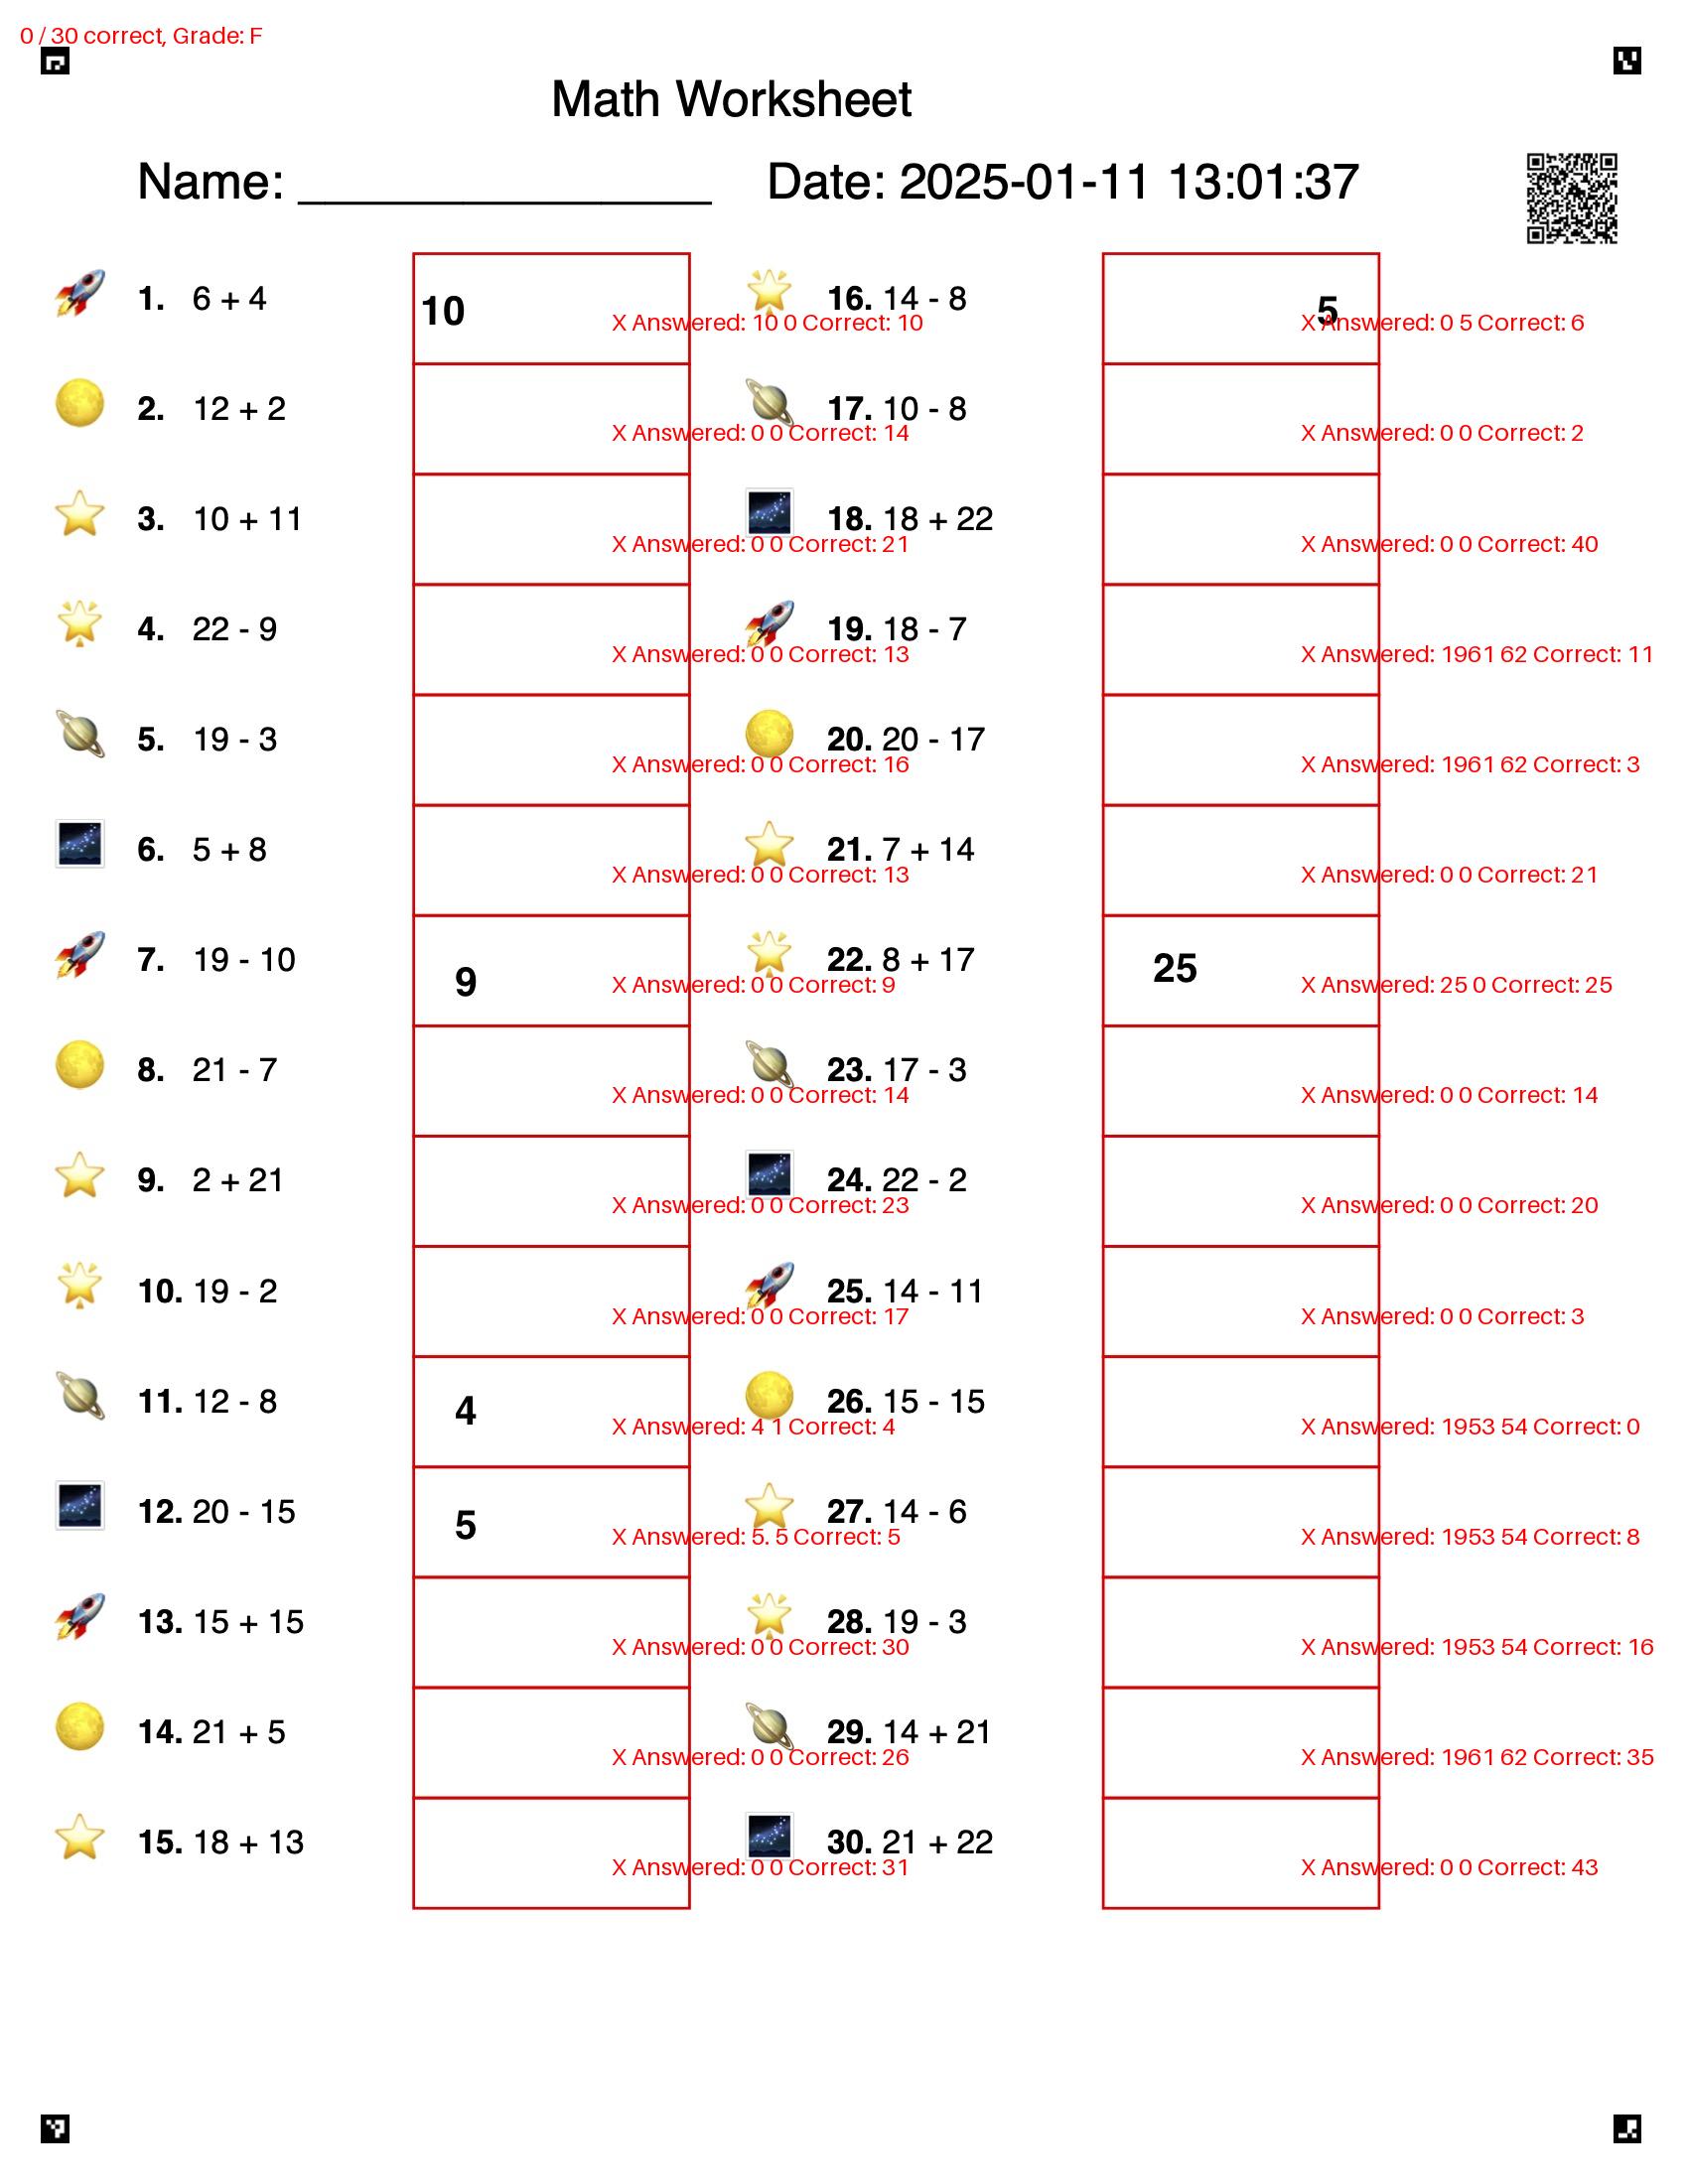 0 / 30 correct, Grade: F
Math Worksheet
Name: _______________ Date: 2025-01-11 13:01:37
1. 6 + 4
10
X Answered: 10 0 Correct: 10
2. 12 + 2
X Answered: 0 0 Correct: 14
3. 10 + 11
X Answered: 0 0 Correct: 21
4. 22 - 9
X Answered: 0 0 Correct: 13
5. 19 - 3
X Answered: 0 0 Correct: 16
6. 5 + 8
X Answered: 0 0 Correct: 13
7. 19 - 10
9
X Answered: 0 0 Correct: 9
8. 21 - 7
X Answered: 0 0 Correct: 14
9. 2 + 21
X Answered: 0 0 Correct: 23
10. 19 - 2
X Answered: 0 0 Correct: 17
11. 12 - 8
4
X Answered: 4 1 Correct: 4
12. 20 - 15
5
X Answered: 5. 5 Correct: 5
13. 15 + 15
X Answered: 0 0 Correct: 30
14. 21 + 5
X Answered: 0 0 Correct: 26
15. 18 + 13
X Answered: 0 0 Correct: 31
16. 14 - 8
5
X Answered: 0 5 Correct: 6
17. 10 - 8
X Answered: 0 0 Correct: 2
18. 18 + 22
X Answered: 0 0 Correct: 40
19. 18 - 7
X Answered: 1961 62 Correct: 11
20. 20 - 17
X Answered: 1961 62 Correct: 3
21. 7 + 14
X Answered: 0 0 Correct: 21
22. 8 + 17
25
X Answered: 25 0 Correct: 25
23. 17 - 3
X Answered: 0 0 Correct: 14
24. 22 - 2
X Answered: 0 0 Correct: 20
25. 14 - 11
X Answered: 0 0 Correct: 3
26. 15 - 15
X Answered: 1953 54 Correct: 0
27. 14 - 6
X Answered: 1953 54 Correct: 8
28. 19 - 3
X Answered: 1953 54 Correct: 16
29. 14 + 21
X Answered: 1961 62 Correct: 35
30. 21 + 22
X Answered: 0 0 Correct: 43